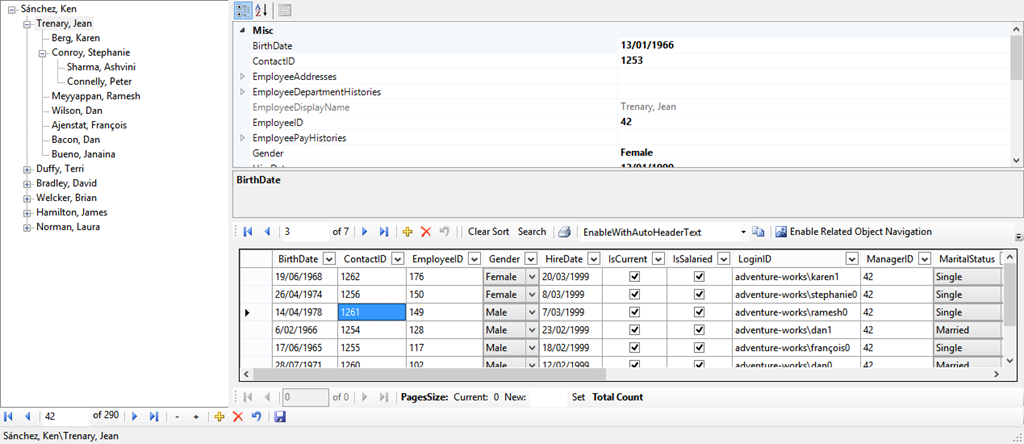 Sánchez, Ken
Trenary, Jean
Berg, Karen
Conroy, Stephanie
Sharma, Ashvini
Connelly, Peter
Meyyappan, Ramesh
Wilson, Dan
Ajenstat, François
Bacon, Dan
Bueno, Janaina
Duffy, Terri
Bradley, David
Welcker, Brian
Hamilton, James
Norman, Laura
42 of 290 - +
Sánchez, Ken\Trenary, Jean
Misc
BirthDate 13/01/1966
ContactID 1253
EmployeeAddresses
EmployeeDepartmentHistories
EmployeeDisplayName Trenary, Jean
EmployeeID 42
EmployeePayHistories
Gender Female
BirthDate
3 of 7 Clear Sort Search EnableWithAutoHeaderText Enable Related Object Navigation
BirthDate ContactID EmployeeID Gender HireDate IsCurrent IsSalaried LoginID ManagerID MaritalStatus
19/06/1968 1262 176 Female 20/03/1999 adventure-works\karen1 42 Single
26/04/1974 1256 150 Female 8/03/1999 adventure-works\stephanie0 42 Single
14/04/1978 1261 149 Male 7/03/1999 adventure-works\ramesh0 42 Single
6/02/1966 1254 128 Male 23/02/1999 adventure-works\dan1 42 Married
17/06/1965 1255 117 Male 18/02/1999 adventure-works\françois0 42 Single
28/07/1971 1260 102 Male 12/02/1999 adventure-works\dan0 42 Married
0 of 0 PagesSize: Current: 0 New: Set Total Count